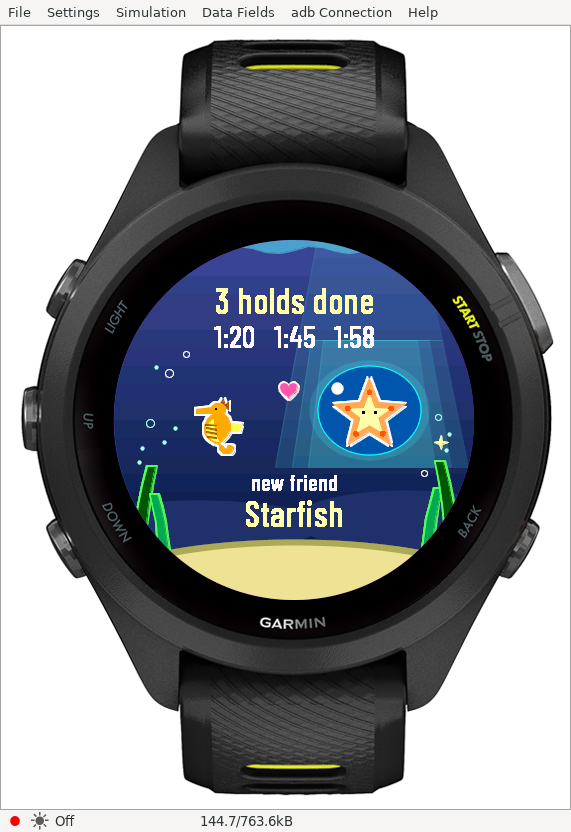 File Settings Simulation Data Fields adb Connection Help
LIGHT
START STOP
3 holds done
1:20 1:45 1:58
UP
new friend
Starfish
DOWN
BACK
GARMIN
Off 144.7/763.6kB